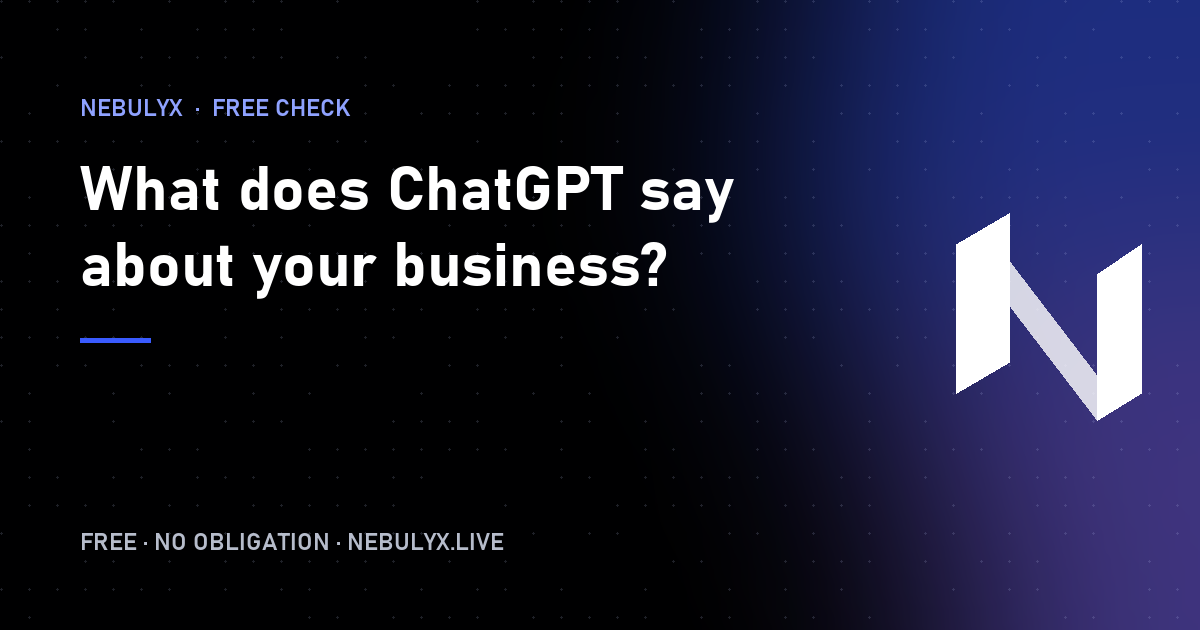 NEBULYX · FREE CHECK
What does ChatGPT say
about your business?
FREE · NO OBLIGATION · NEBULYX.LIVE